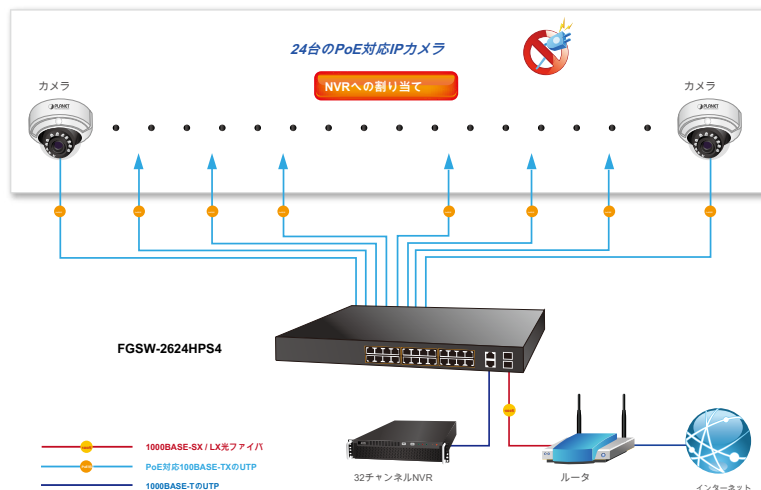 24台のPoE対応IPカメラ
NVRへの割り当て
カメラ
カメラ
PLANET
PLANET
FGSW-2624HPS4
1000BASE-SX / LX光ファイバ
PoE対応100BASE-TXのUTP
1000BASE-TのUTP
32チャンネルNVR
ルータ
インターネット